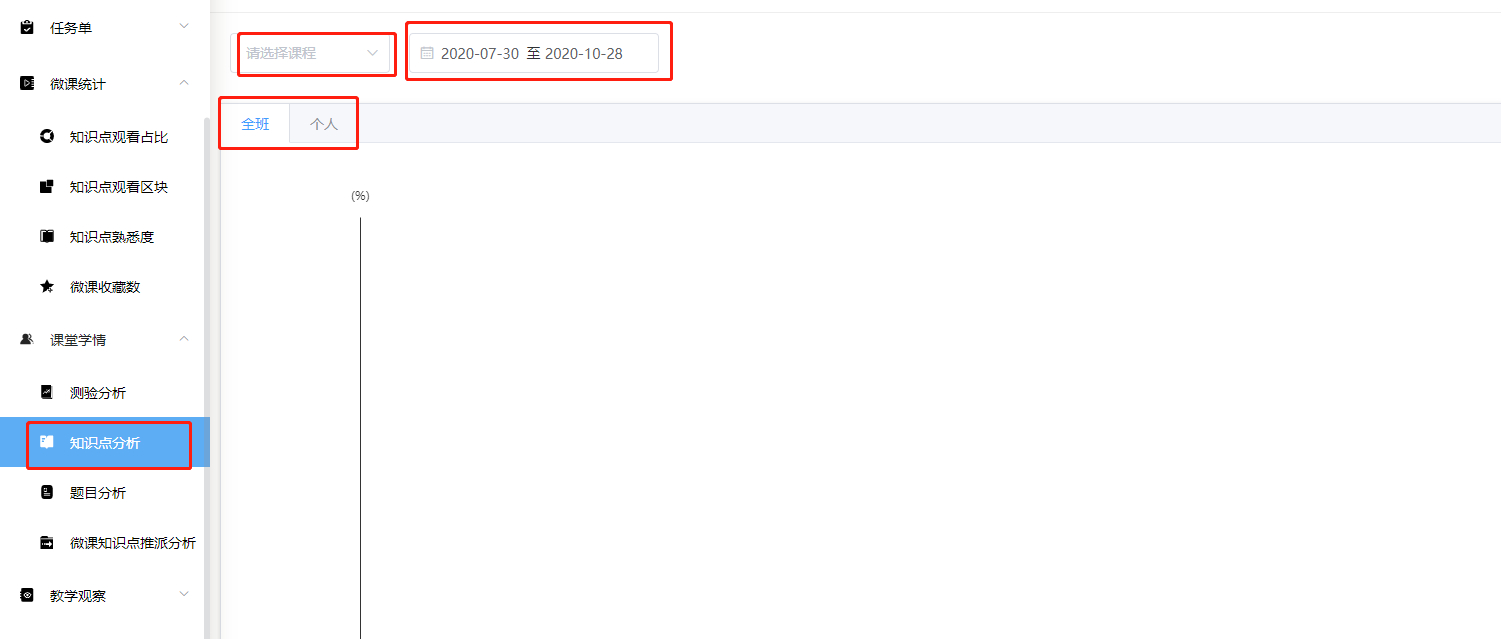 任务单
微课统计
知识点观看占比
知识点观看区块
知识点熟悉度
微课收藏数
课堂学情
测验分析
知识点分析
题目分析
微课知识点推派分析
教学观察
请选择课程
2020-07-30 至 2020-10-28
全班
个人
(%)